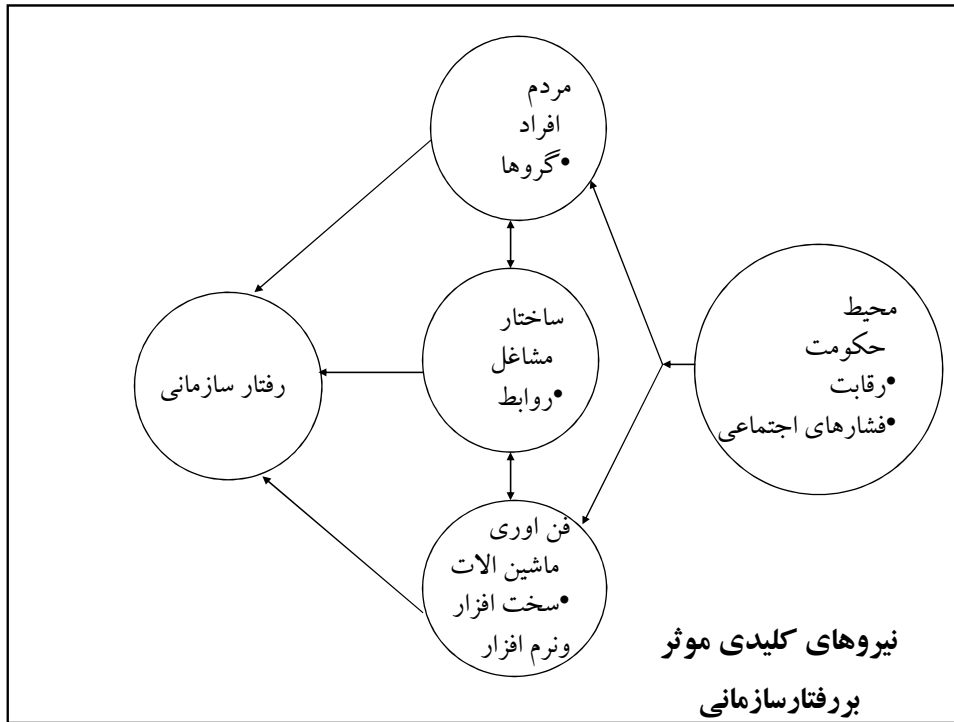 مردم
افراد
•گروها
محیط
حکومت
•رقابت
•فشارهای اجتماعی
ساختار
مشاغل
•روابط
رفتار سازمانی
فن اوری
ماشین الات
•سخت افزار
ونرم افزار
نیروهای کلیدی موثر
بررفتارسازمانی